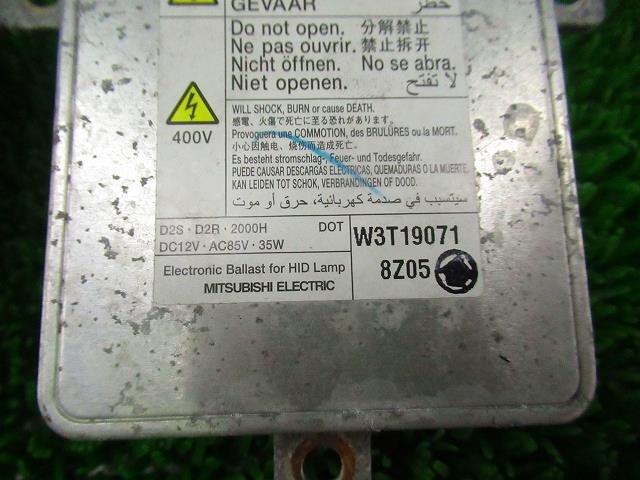 GEVAAR خطر
Do not open. 分解禁止
Ne pas ouvrir. 禁止拆开
Nicht öffnen. No se abra.
Niet openen. لا تفتح
400V
WILL SHOCK, BURN or cause DEATH.
感電、火傷で死亡に至る恐れがあります。
Provoquera une COMMOTION, des BRULÛRES ou la MORT.
小心因触电、烧伤而造成死亡。
Es besteht stromschlag-, Feuer- und Todesgefahr.
PUEDE CAUSAR DESCARGAS ELECTRICAS, QUEMADURAS O LA MUERTE.
KAN LEIDEN TOT SCHOK, VERBRANDINGEN OF DOOD.
سيتسبب في صدمة كهربائية، حرق أو موت
D2S · D2R · 2000H DOT
DC12V · AC85V · 35W
W3T19071
8Z05
Electronic Ballast for HID Lamp
MITSUBISHI ELECTRIC